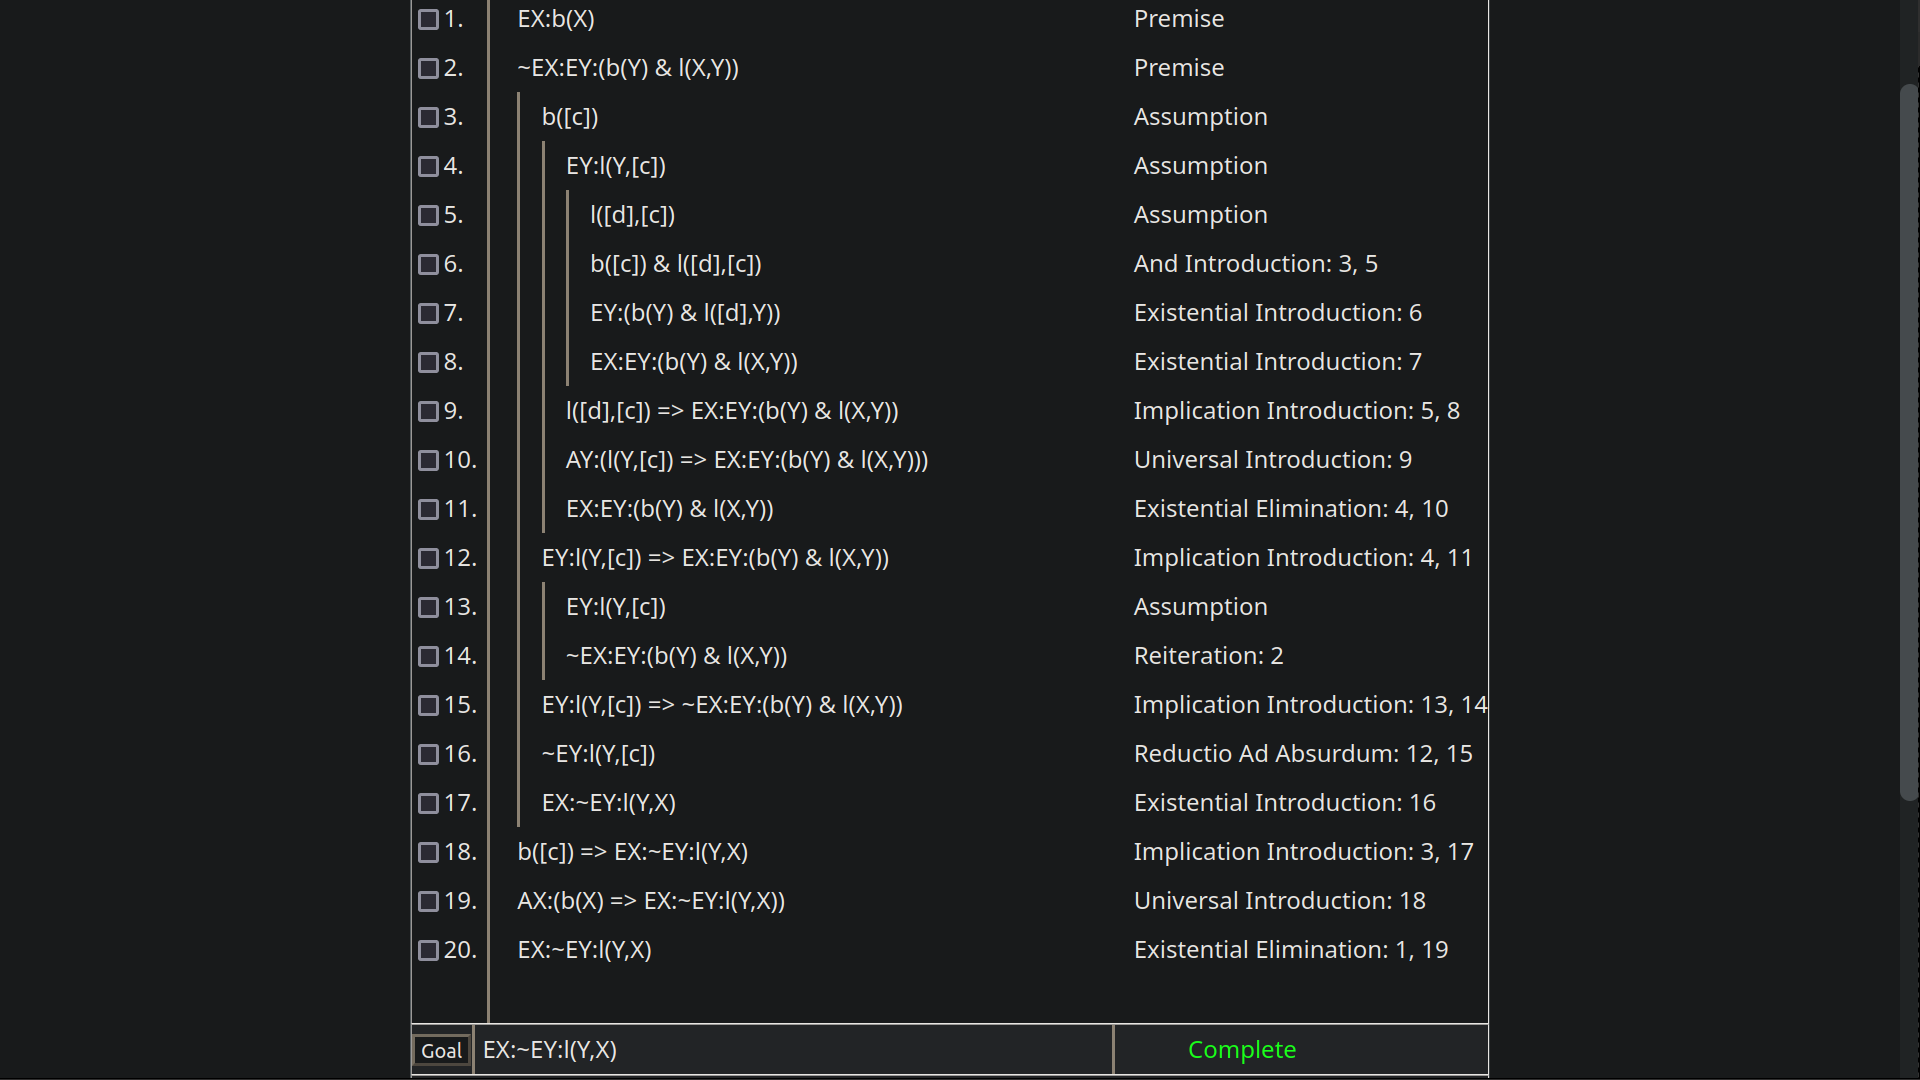 1. EX:b(X) Premise
2. ~EX:EY:(b(Y) & l(X,Y)) Premise
3. b([c]) Assumption
4. EY:l(Y,[c]) Assumption
5. l([d],[c]) Assumption
6. b([c]) & l([d],[c]) And Introduction: 3, 5
7. EY:(b(Y) & l([d],Y)) Existential Introduction: 6
8. EX:EY:(b(Y) & l(X,Y)) Existential Introduction: 7
9. l([d],[c]) => EX:EY:(b(Y) & l(X,Y)) Implication Introduction: 5, 8
10. AY:(l(Y,[c]) => EX:EY:(b(Y) & l(X,Y))) Universal Introduction: 9
11. EX:EY:(b(Y) & l(X,Y)) Existential Elimination: 4, 10
12. EY:l(Y,[c]) => EX:EY:(b(Y) & l(X,Y)) Implication Introduction: 4, 11
13. EY:l(Y,[c]) Assumption
14. ~EX:EY:(b(Y) & l(X,Y)) Reiteration: 2
15. EY:l(Y,[c]) => ~EX:EY:(b(Y) & l(X,Y)) Implication Introduction: 13, 14
16. ~EY:l(Y,[c]) Reductio Ad Absurdum: 12, 15
17. EX:~EY:l(Y,X) Existential Introduction: 16
18. b([c]) => EX:~EY:l(Y,X) Implication Introduction: 3, 17
19. AX:(b(X) => EX:~EY:l(Y,X)) Universal Introduction: 18
20. EX:~EY:l(Y,X) Existential Elimination: 1, 19
Goal EX:~EY:l(Y,X) Complete